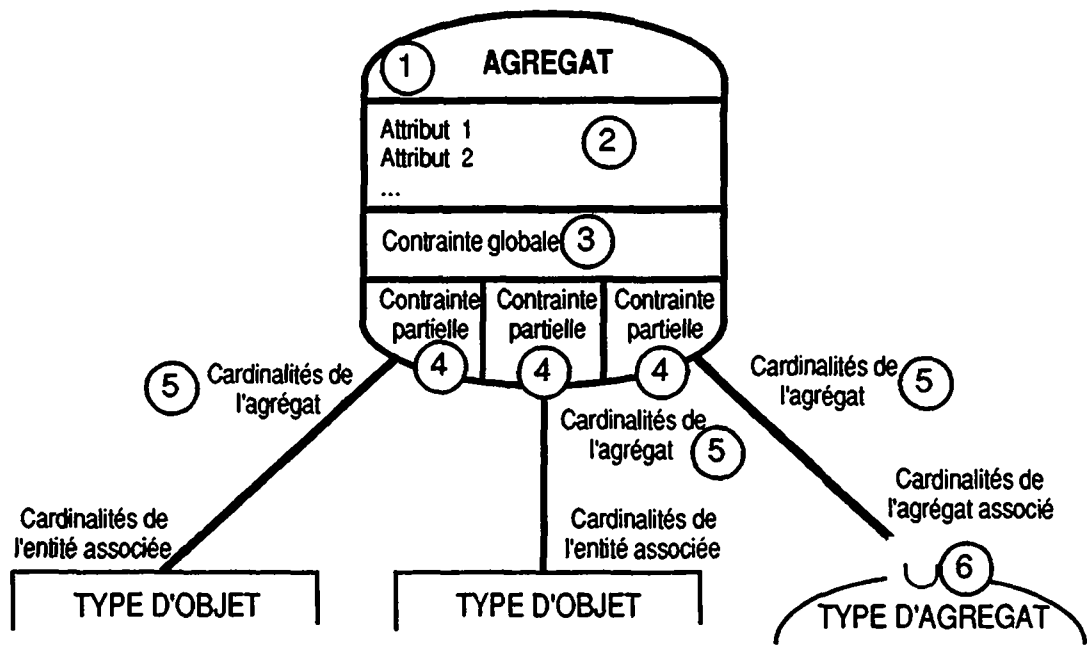 1 AGREGAT
Attribut 1
Attribut 2
2
...
Contrainte globale 3
Contrainte
partielle
4
Contrainte
partielle
4
Contrainte
partielle
4
5 Cardinalités de
l'agrégat
Cardinalités de
l'agrégat 5
Cardinalités de
l'agrégat 5
Cardinalités de
l'entité associée
Cardinalités de
l'entité associée
Cardinalités de
l'agrégat associé
6
TYPE D'OBJET
TYPE D'OBJET
TYPE D'AGREGAT